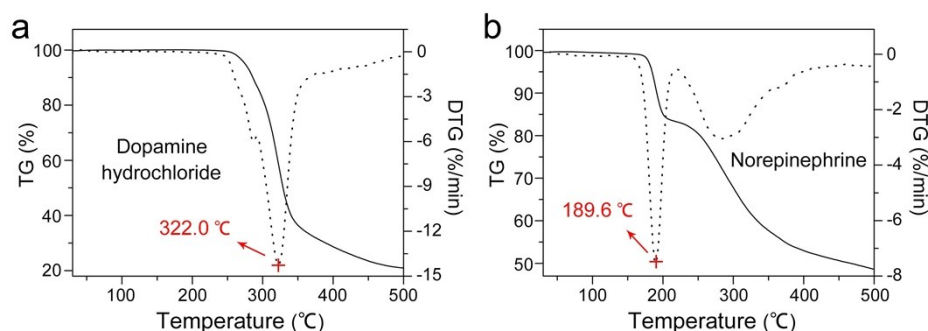 a
100
80
60
40
20
TG (%)
Dopamine
hydrochloride
322.0 ℃
0
-3
-6
-9
-12
-15
DTG (%/min)
100 200 300 400 500
Temperature (℃)
b
100
90
80
70
60
50
TG (%)
Norepinephrine
189.6 ℃
0
-2
-4
-6
-8
DTG (%/min)
100 200 300 400 500
Temperature (℃)